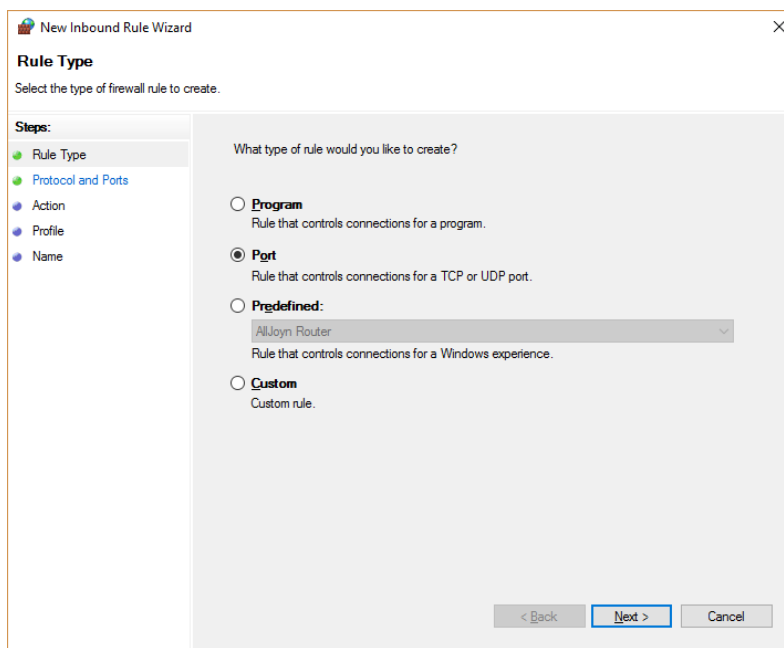 New Inbound Rule Wizard
Rule Type
Select the type of firewall rule to create.
Steps:
Rule Type
Protocol and Ports
Action
Profile
Name
What type of rule would you like to create?
Program
Rule that controls connections for a program.
Port
Rule that controls connections for a TCP or UDP port.
Predefined:
AllJoyn Router
Rule that controls connections for a Windows experience.
Custom
Custom rule.
< Back
Next >
Cancel